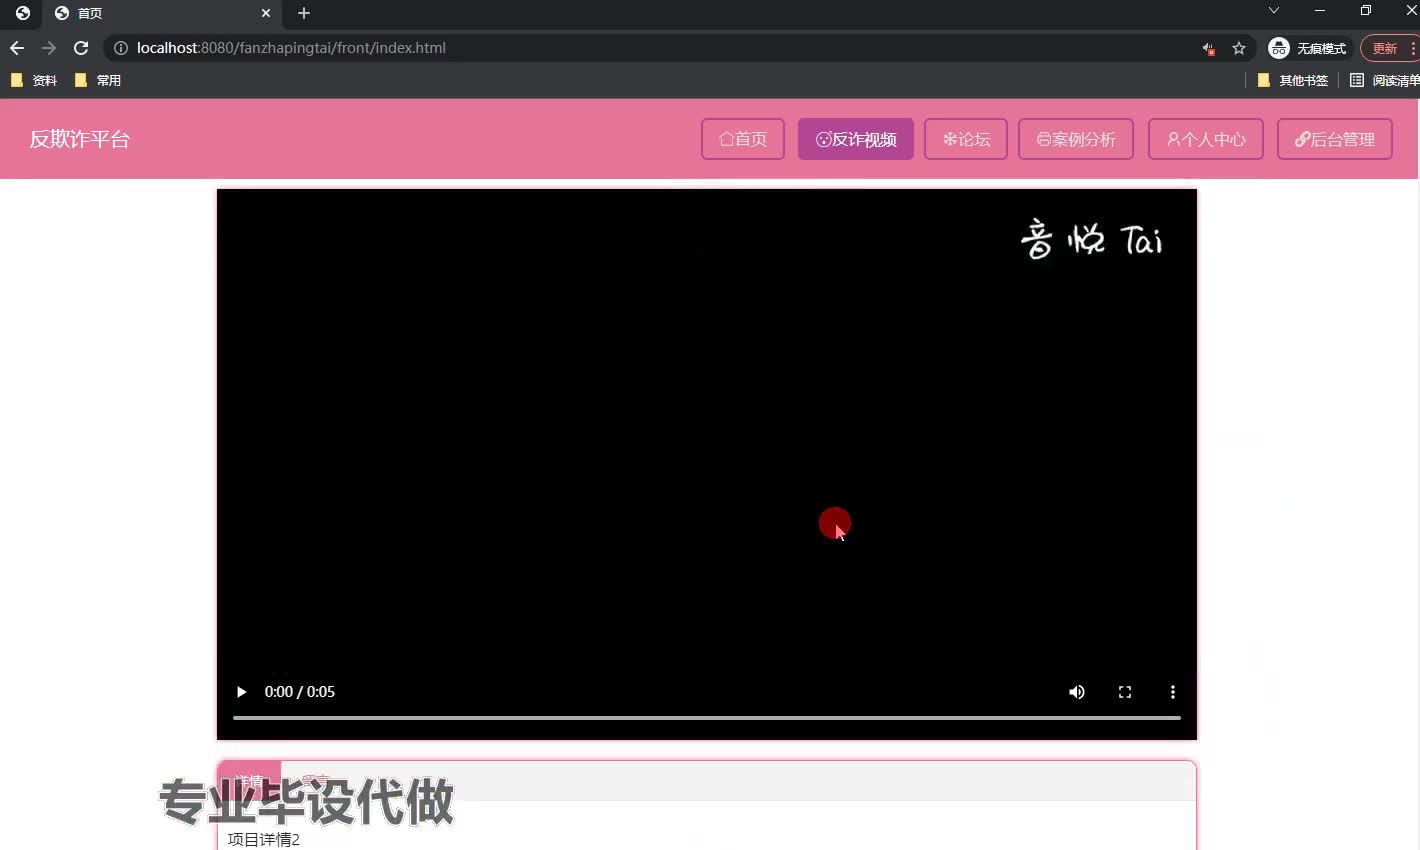 首页
localhost:8080/fanzhapingtai/front/index.html
无痕模式
更新
资料
常用
其他书签
阅读清单
反欺诈平台
首页
反诈视频
论坛
案例分析
个人中心
后台管理
音悦Tai
0:00 / 0:05
详情
专业毕设代做
项目详情2